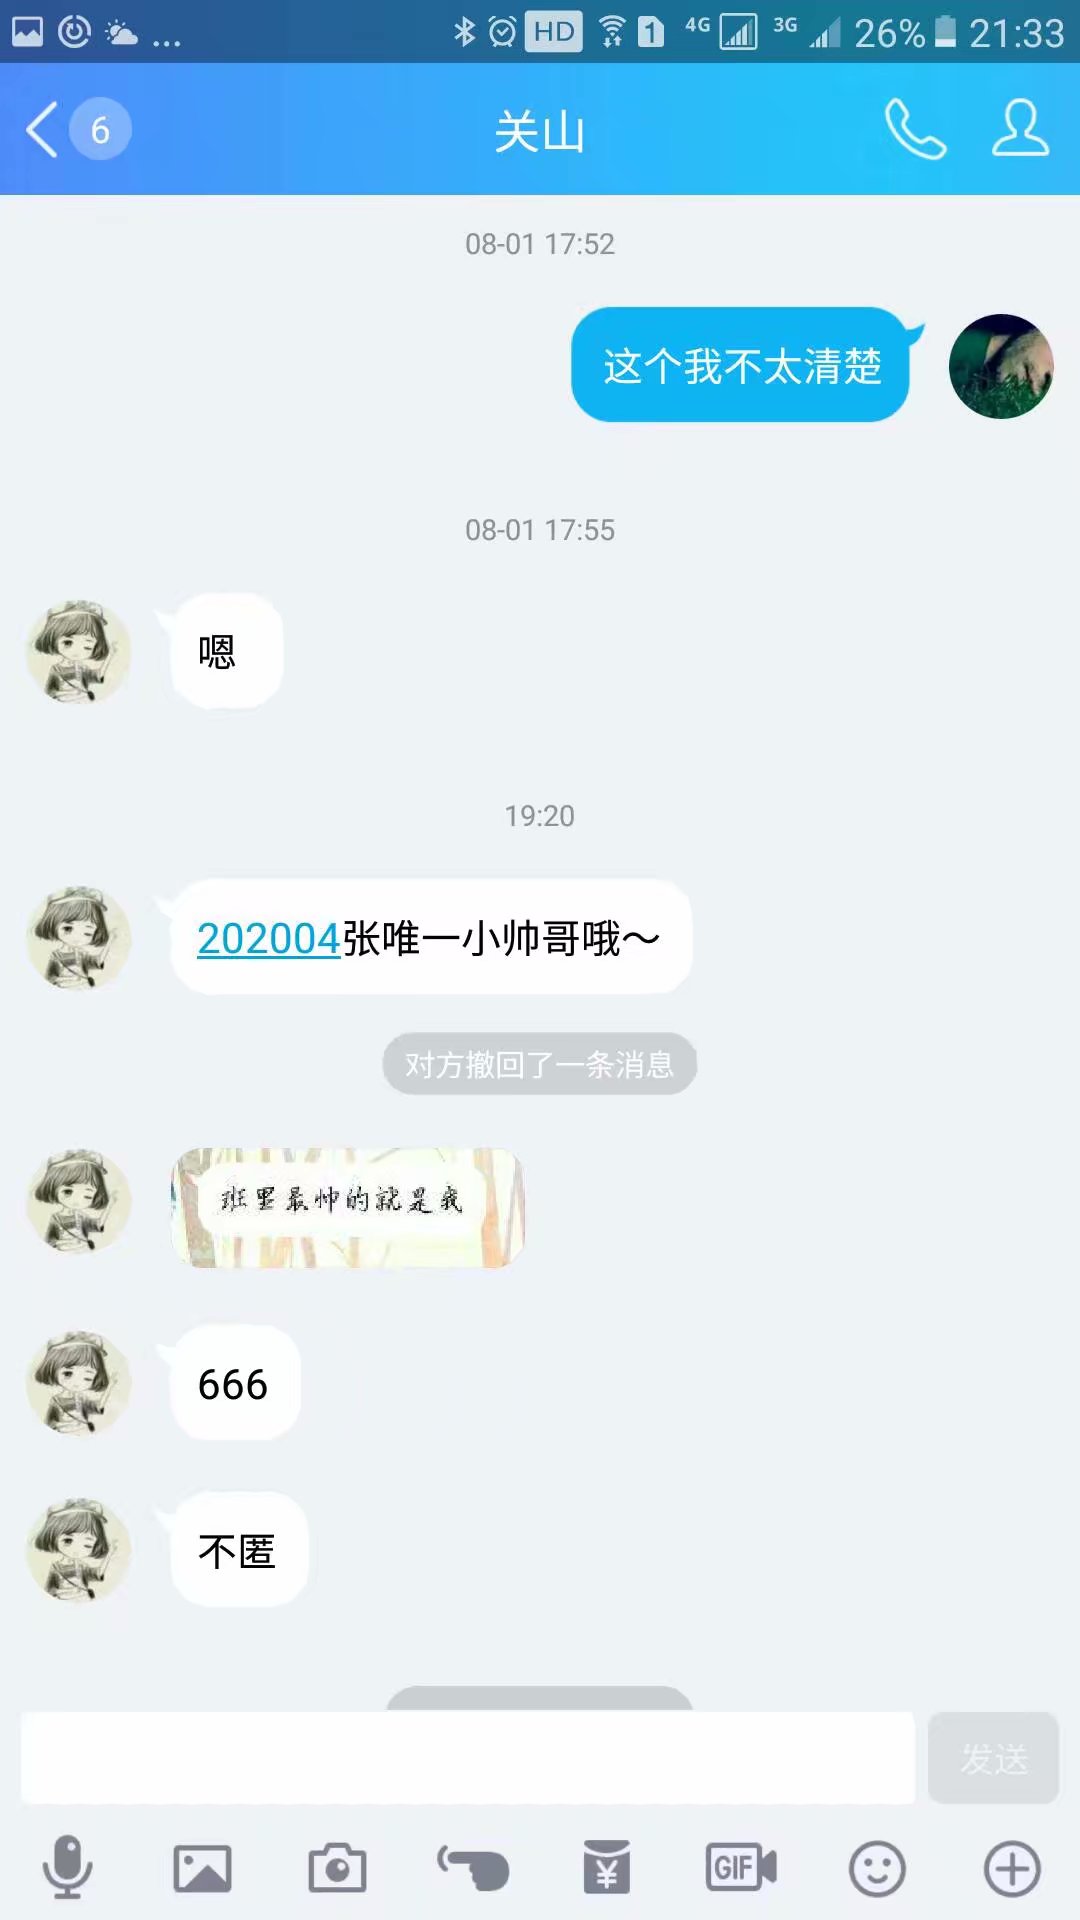 ... HD 1 4G 3G 26% 21:33
6 关山
08-01 17:52
这个我不太清楚
08-01 17:55
嗯
19:20
202004张唯一小帅哥哦～
对方撤回了一条消息
班里最帅的就是我
666
不匿
发送
¥ GIF